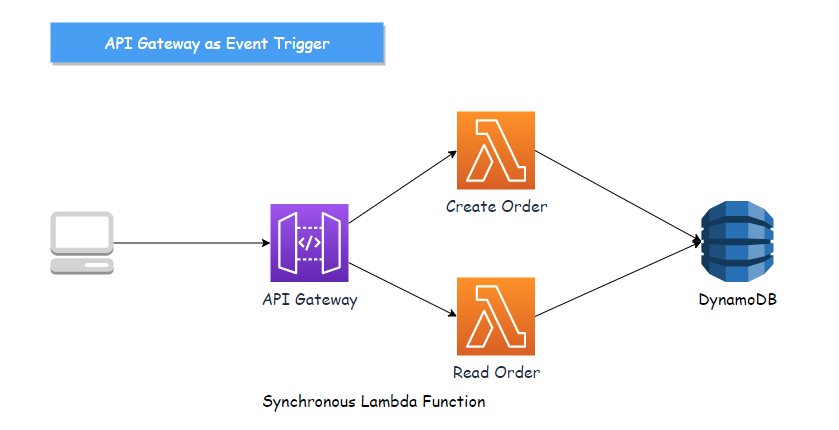 API Gateway as Event Trigger
Create Order
</>
API Gateway
DynamoDB
Read Order
Synchronous Lambda Function